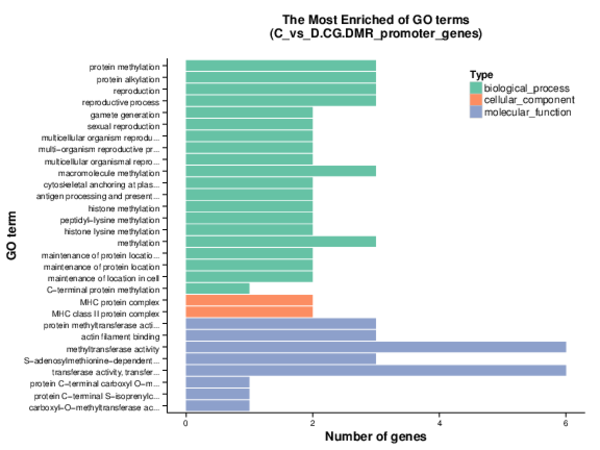 The Most Enriched of GO terms
(C_vs_D.CG.DMR_promoter_genes)
Type
biological_process
cellular_component
molecular_function
GO term
protein methylation
protein alkylation
reproduction
reproductive process
gamete generation
sexual reproduction
multicellular organism reprodu...
multi−organism reproductive pr...
multicellular organismal repro...
macromolecule methylation
cytoskeletal anchoring at plas...
antigen processing and present...
histone methylation
peptidyl−lysine methylation
histone lysine methylation
methylation
maintenance of protein locatio...
maintenance of protein location
maintenance of location in cell
C−terminal protein methylation
MHC protein complex
MHC class II protein complex
protein methyltransferase acti...
actin filament binding
methyltransferase activity
S−adenosylmethionine−dependent...
transferase activity, transfer...
protein C−terminal carboxyl O−m...
protein C−terminal S−isoprenylc...
carboxyl−O−methyltransferase ac...
0 2 4 6
Number of genes